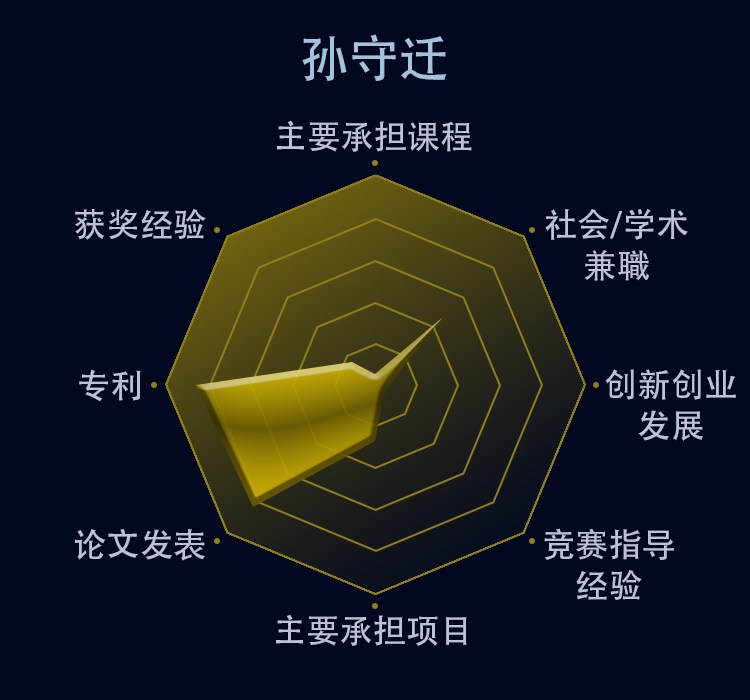 孙守迁
主要承担课程
获奖经验
社会/学术
兼職
专利
创新创业
发展
论文发表
竞赛指导
经验
主要承担项目